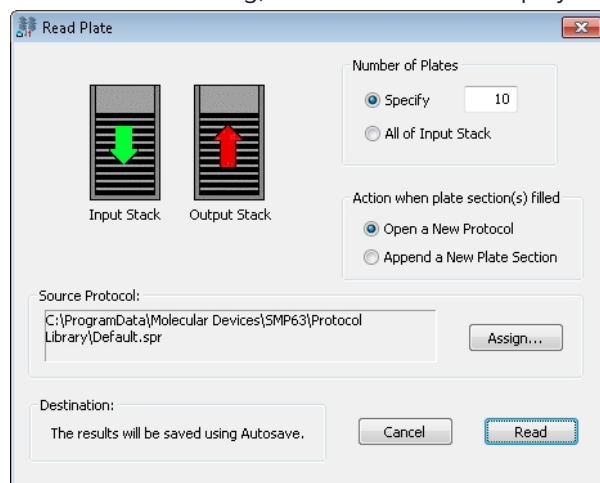 Read Plate
Input Stack
Output Stack
Number of Plates
Specify 10
All of Input Stack
Action when plate section(s) filled
Open a New Protocol
Append a New Plate Section
Source Protocol:
C:\ProgramData\Molecular Devices\SMP63\Protocol
Library\Default.spr
Assign...
Destination:
The results will be saved using Autosave.
Cancel
Read